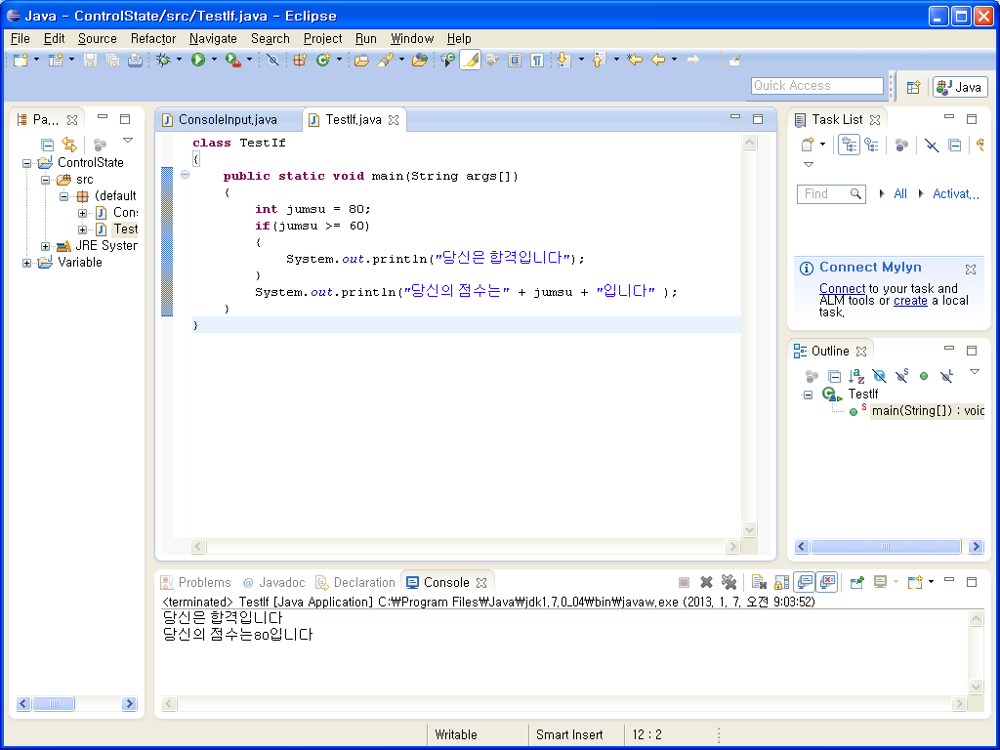 Java - ControlState/src/TestIf.java - Eclipse
File Edit Source Refactor Navigate Search Project Run Window Help
Quick Access
Java
Pa...
ControlState
src
(default
Con
Test
JRE System
Variable
ConsoleInput.java
TestIf.java
class TestIf
{
public static void main(String args[])
{
int jumsu = 80;
if(jumsu >= 60)
{
System.out.println("당신은 합격입니다");
}
System.out.println("당신의 점수는" + jumsu + "입니다" );
}
}
Task List
Find
All
Activat...
Connect Mylyn
Connect to your task and
ALM tools or create a local
task.
Outline
TestIf
main(String[]) : voic
Problems @ Javadoc Declaration Console
<terminated> TestIf [Java Application] C:\Program Files\Java\jdk1.7.0_04\bin\javaw.exe (2013. 1. 7. 오전 9:03:52)
당신은 합격입니다
당신의 점수는80입니다
Writable
Smart Insert
12 : 2